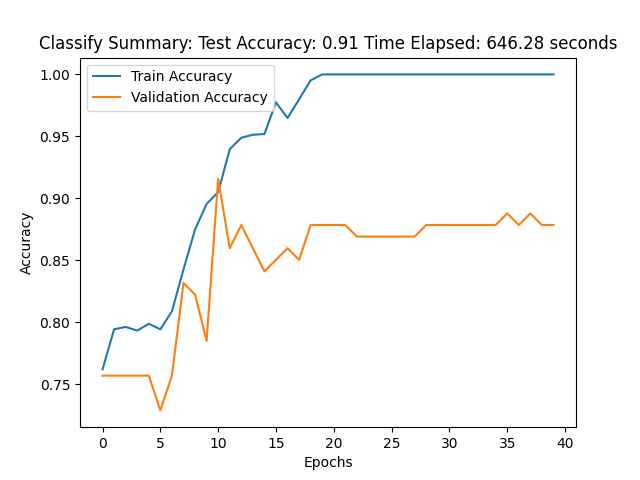 Classify Summary: Test Accuracy: 0.91 Time Elapsed: 646.28 seconds
Train Accuracy
Validation Accuracy
1.00
0.95
0.90
0.85
0.80
0.75
Accuracy
0 5 10 15 20 25 30 35 40
Epochs